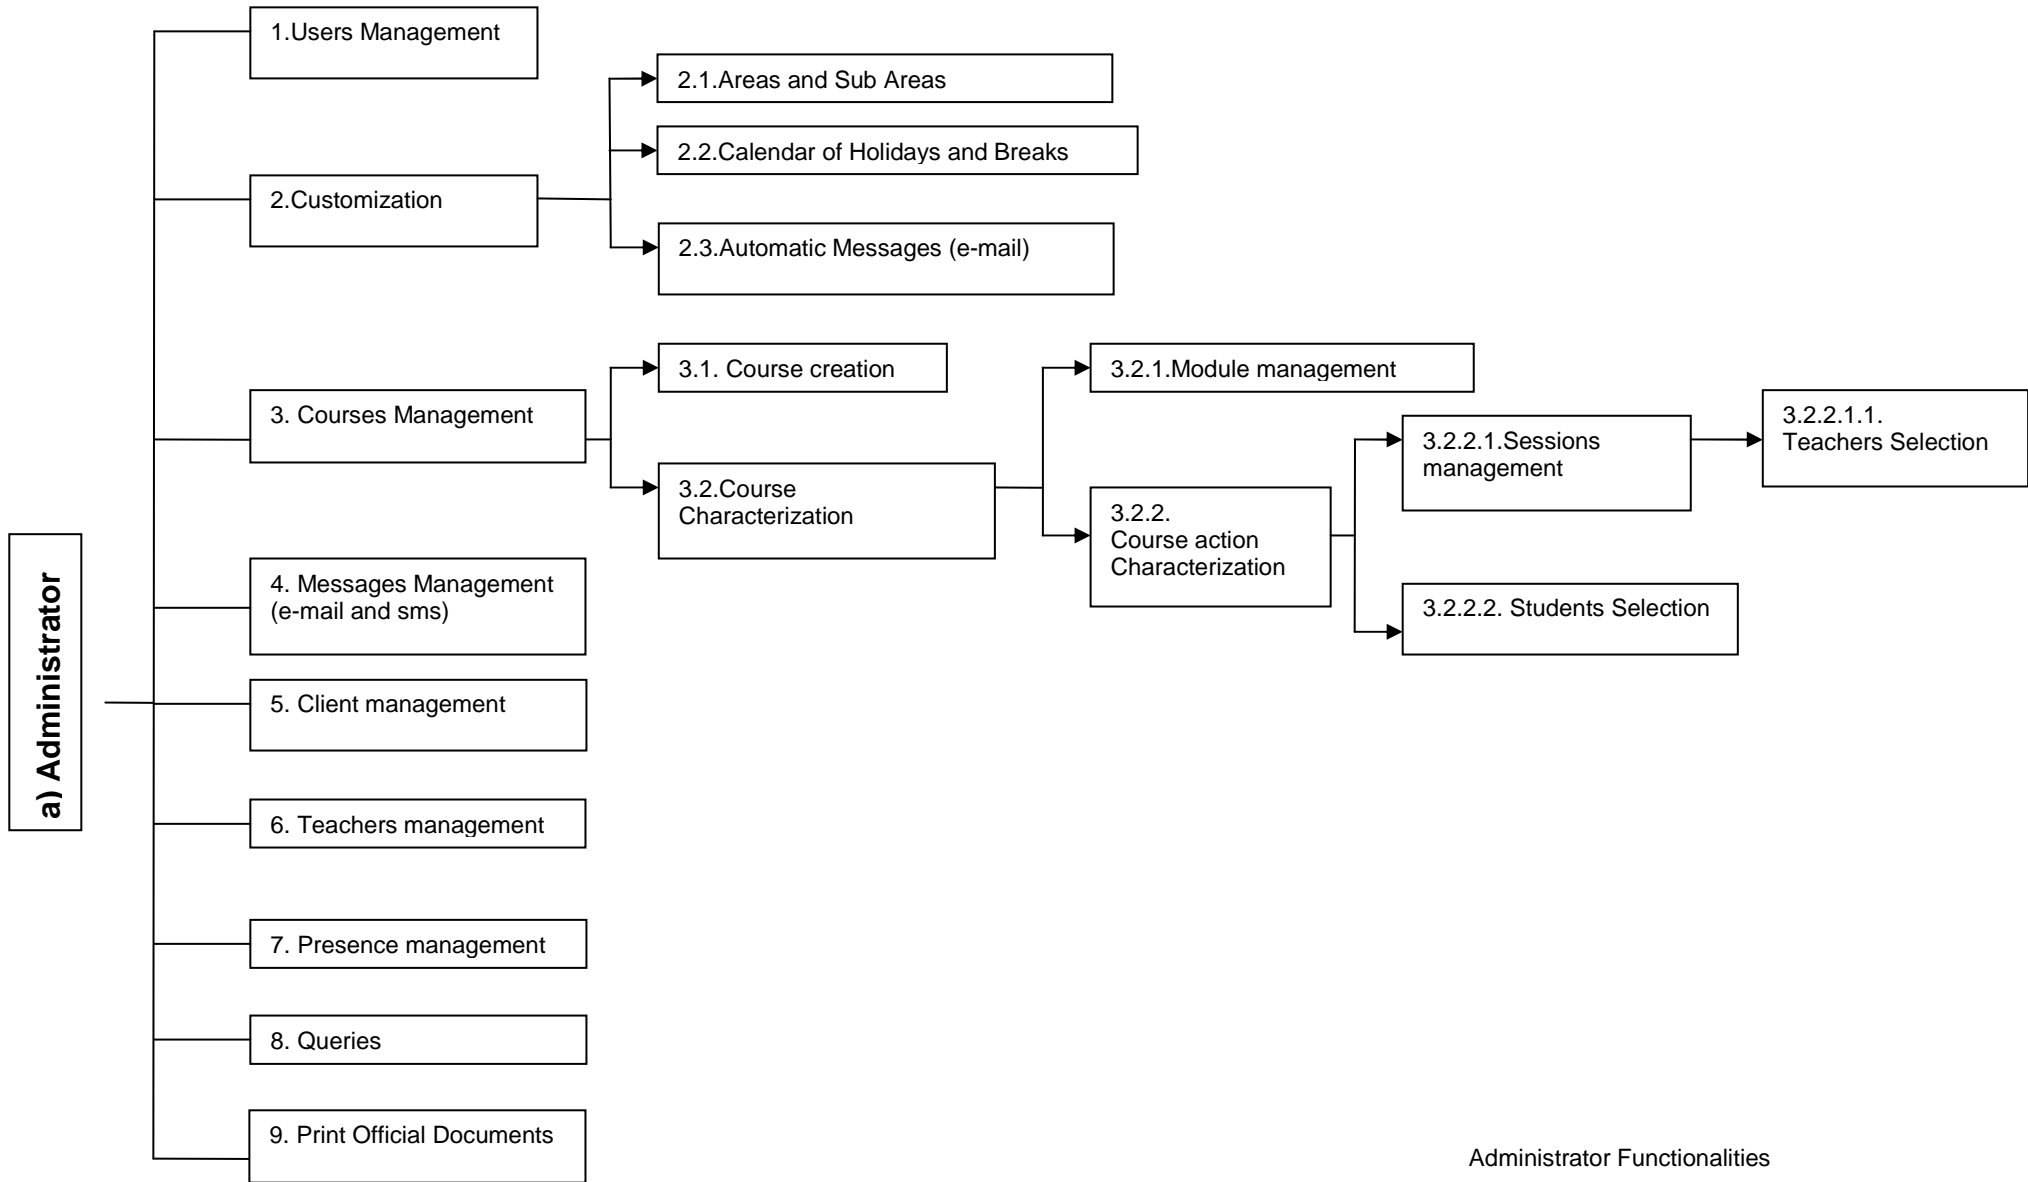 a) Administrator
1.Users Management
2.Customization
2.1.Areas and Sub Areas
2.2.Calendar of Holidays and Breaks
2.3.Automatic Messages (e-mail)
3. Courses Management
3.1. Course creation
3.2.Course
Characterization
3.2.1.Module management
3.2.2.
Course action
Characterization
3.2.2.1.Sessions
management
3.2.2.1.1.
Teachers Selection
3.2.2.2. Students Selection
4. Messages Management
(e-mail and sms)
5. Client management
6. Teachers management
7. Presence management
8. Queries
9. Print Official Documents
Administrator Functionalities